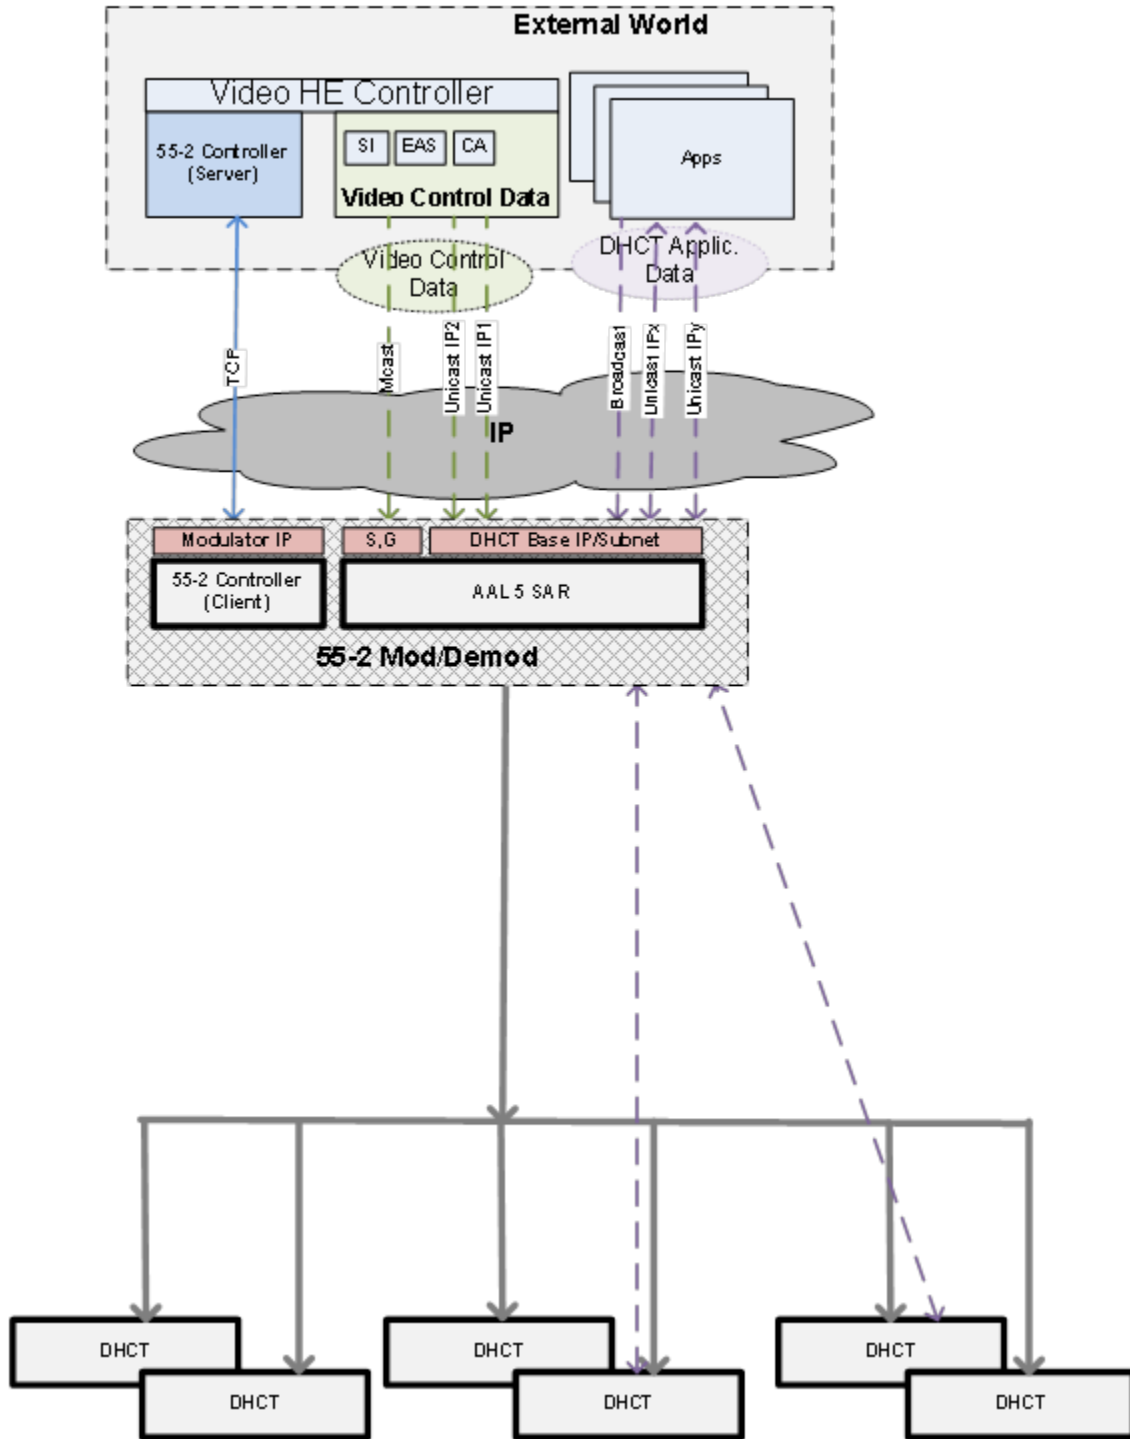 External World
Video HE Controller
55-2 Controller
(Server)
SI
EAS
CA
Video Control Data
Apps
Video Control
Data
DHCT Applic.
Data
TCP
Mcast
Unicast IP2
Unicast IP1
Broadcast
Unicast IPx
Unicast IPy
IP
Modulator IP
S,G
DHCT Base IP/Subnet
55-2 Controller
(Client)
AAL 5 SAR
55-2 Mod/Demod
DHCT
DHCT
DHCT
DHCT
DHCT
DHCT